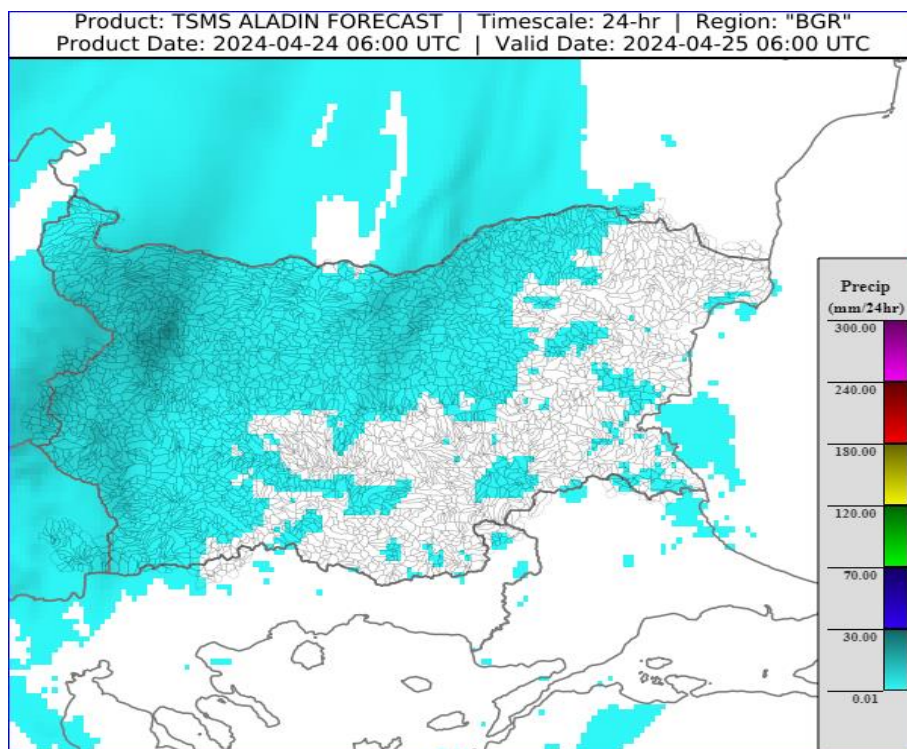 Product: TSMS ALADIN FORECAST | Timescale: 24-hr | Region: "BGR"
Product Date: 2024-04-24 06:00 UTC | Valid Date: 2024-04-25 06:00 UTC
Precip
(mm/24hr)
300.00
240.00
180.00
120.00
70.00
30.00
0.01